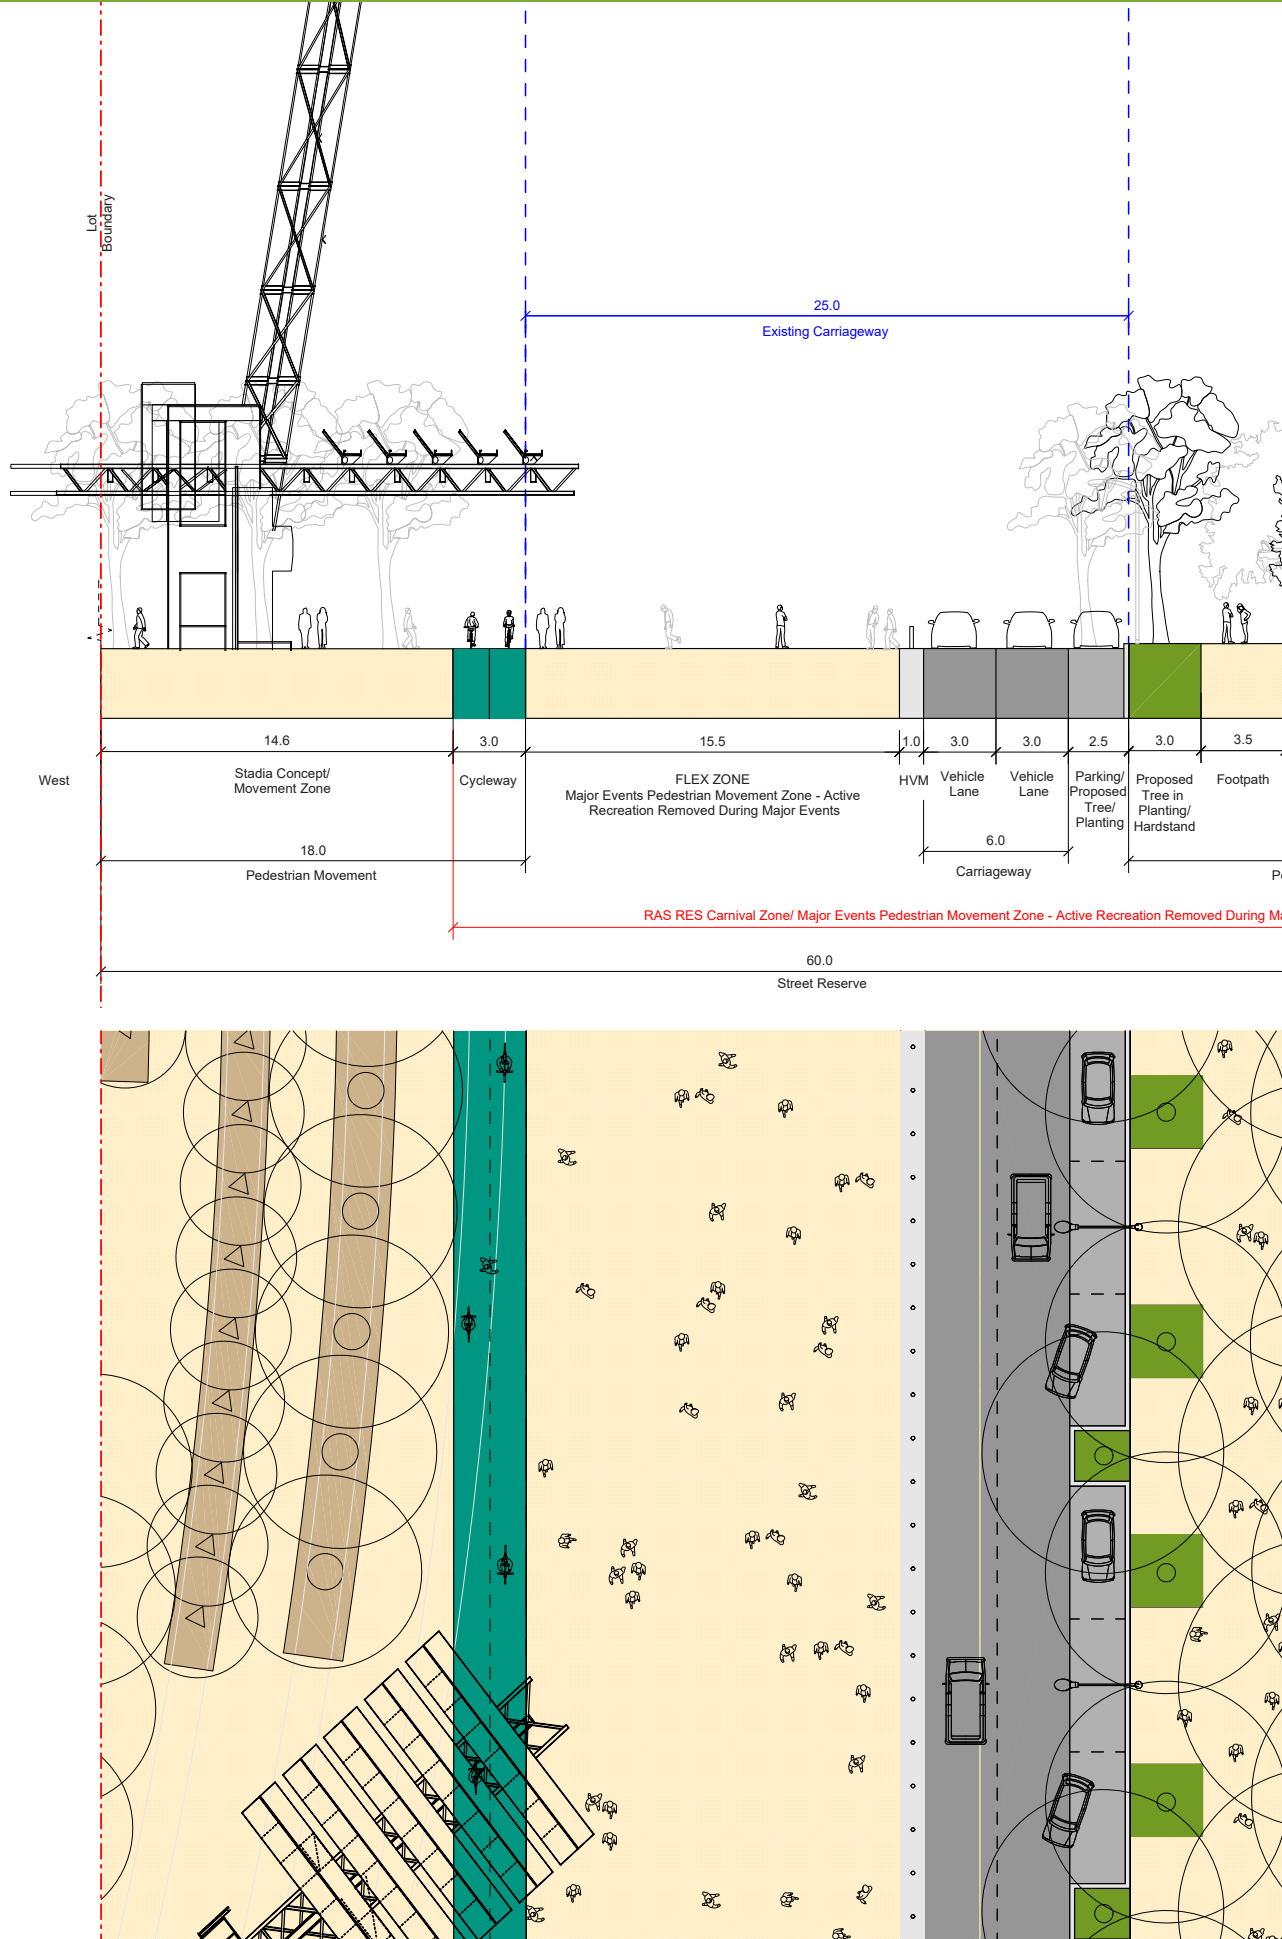 Lot
Boundary
25.0
Existing Carriageway
14.6
3.0
15.5
1.0
3.0
3.0
2.5
3.0
3.5
West
Stadia Concept/
Movement Zone
Cycleway
FLEX ZONE
Major Events Pedestrian Movement Zone - Active
Recreation Removed During Major Events
HVM
Vehicle
Lane
Vehicle
Lane
Parking/
Proposed
Tree/
Planting
Proposed
Tree in
Planting/
Hardstand
Footpath
6.0
Carriageway
18.0
Pedestrian Movement
RAS RES Carnival Zone/ Major Events Pedestrian Movement Zone - Active Recreation Removed During
60.0
Street Reserve